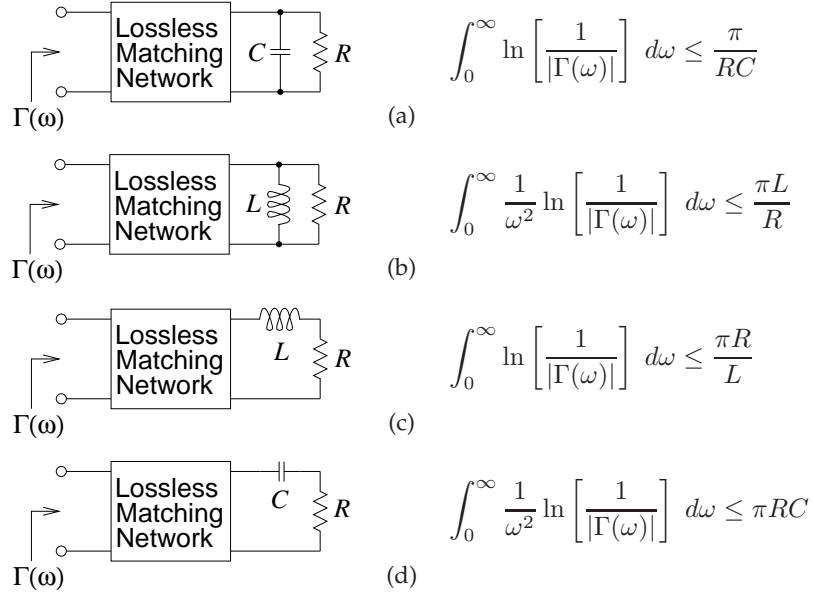 Lossless
Matching
Network
C
R
Γ(ω)
(a)
∫₀^∞ ln [ 1 / |Γ(ω)| ] dω ≤ π / RC
Lossless
Matching
Network
L
R
Γ(ω)
(b)
∫₀^∞ 1/ω² ln [ 1 / |Γ(ω)| ] dω ≤ πL / R
Lossless
Matching
Network
L
R
Γ(ω)
(c)
∫₀^∞ ln [ 1 / |Γ(ω)| ] dω ≤ πR / L
Lossless
Matching
Network
C
R
Γ(ω)
(d)
∫₀^∞ 1/ω² ln [ 1 / |Γ(ω)| ] dω ≤ πRC